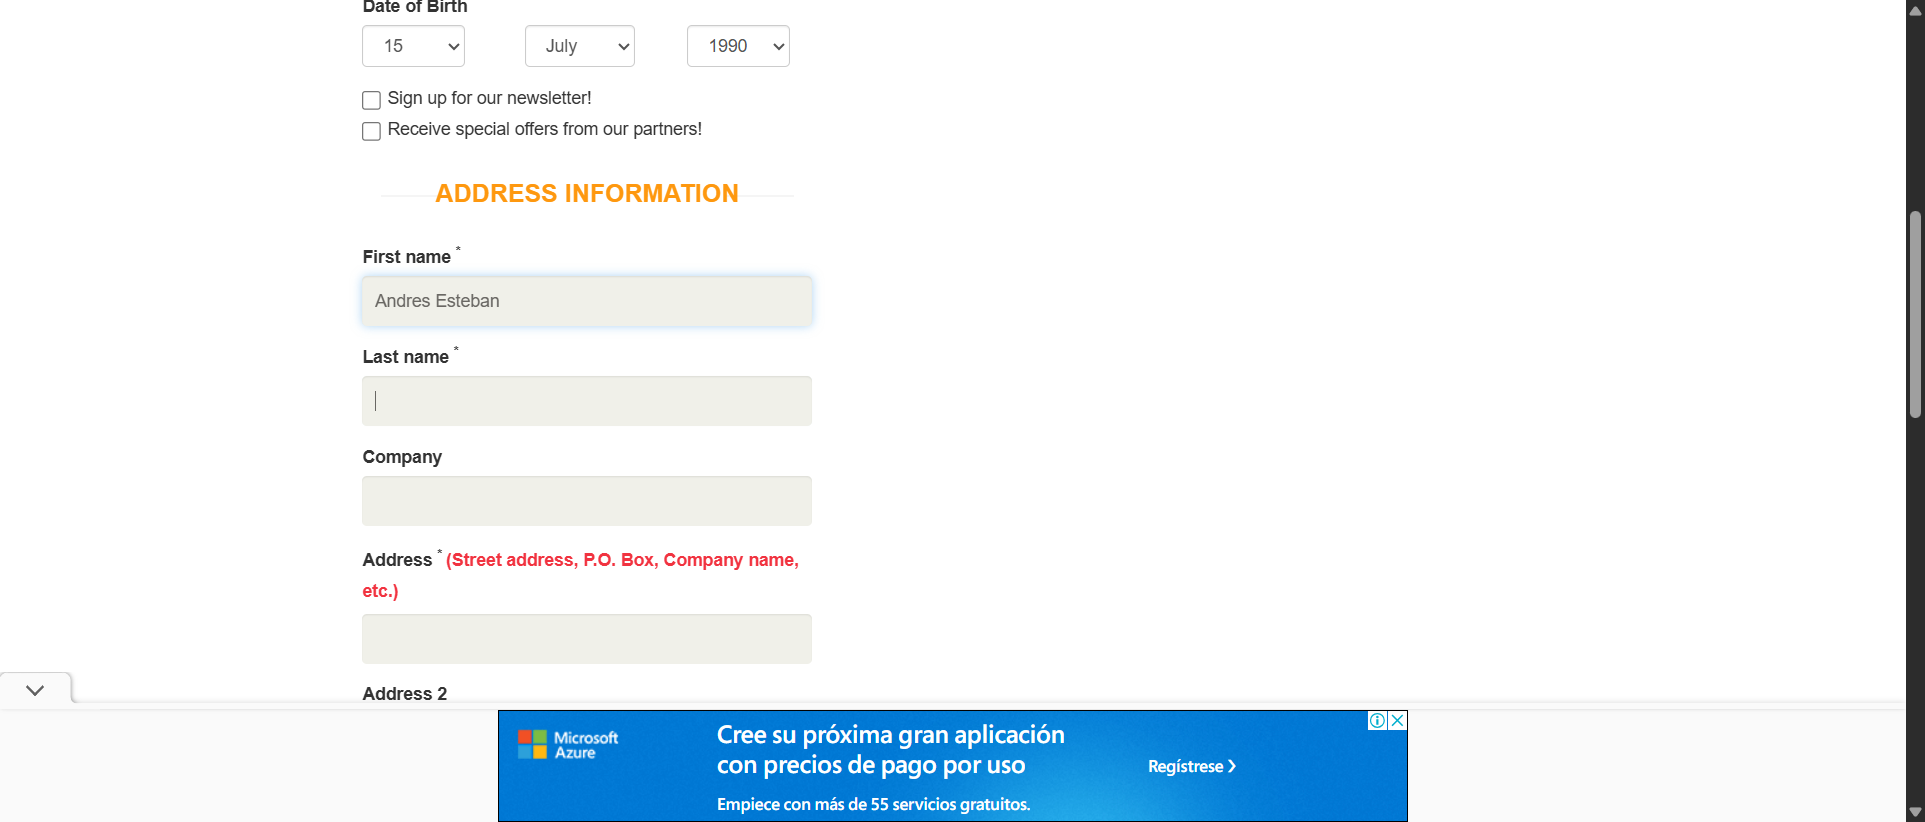 Date of Birth
15 July 1990
Sign up for our newsletter!
Receive special offers from our partners!
ADDRESS INFORMATION
First name *
Andres Esteban
Last name *
Company
Address * (Street address, P.O. Box, Company name,
etc.)
Address 2
Microsoft
Azure
Cree su próxima gran aplicación
con precios de pago por uso
Empiece con más de 55 servicios gratuitos.
Regístrese